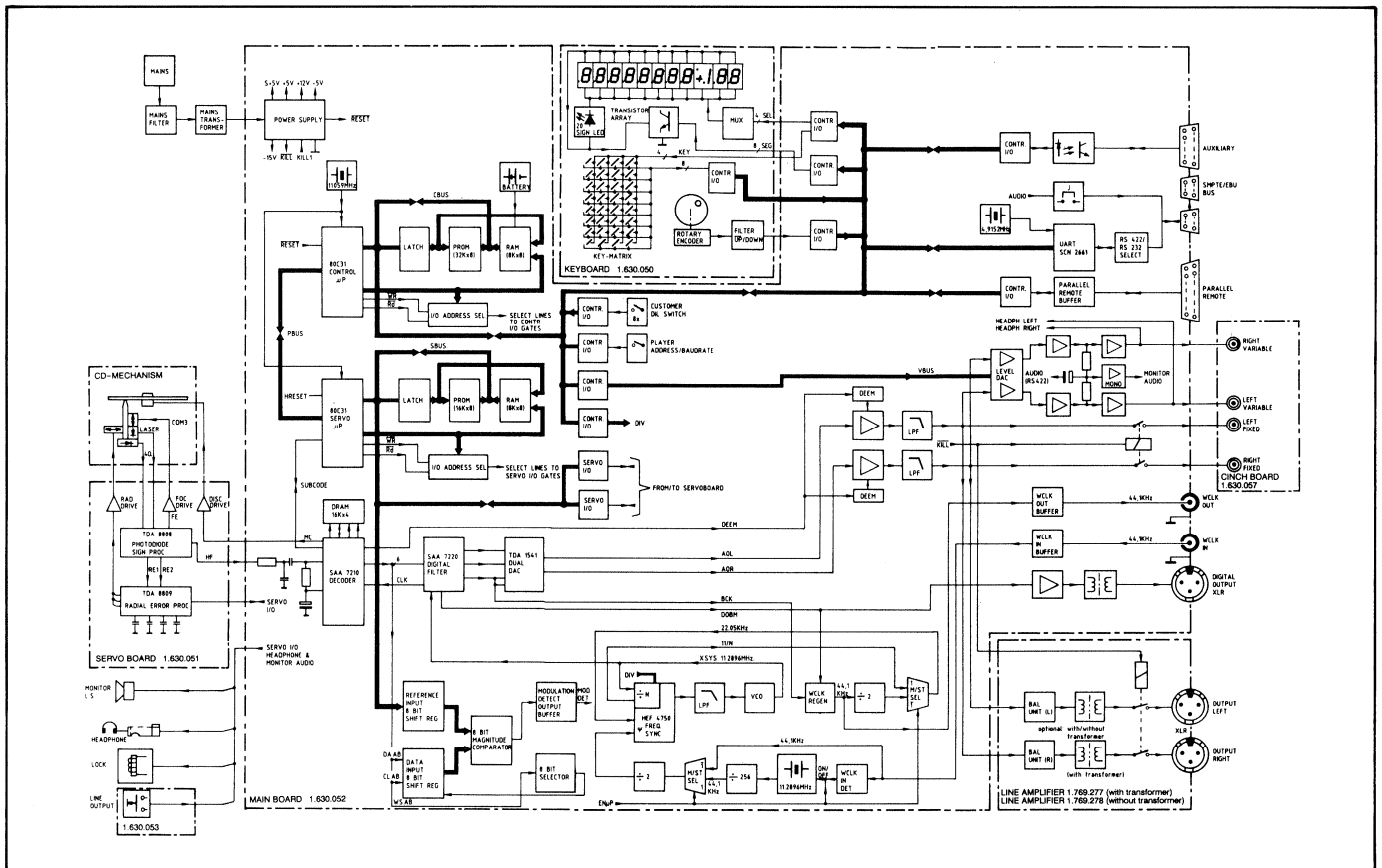 MAINS
MAINS
FILTER
MAINS
TRANS-
FORMER
S+5V +5V +12V -5V
POWER SUPPLY
RESET
-15V KILL KILL1
11059MHz
RESET
80C31
CONTROL
µP
WR
Rd
CBUS
BATTERY
LATCH
PROM
(32Kx8)
RAM
(8Kx8)
I/O ADDRESS SEL
SELECT LINES
TO CONTR
I/O GATES
PBUS
SBUS
HRESET
80C31
SERVO
µP
WR
Rd
LATCH
PROM
(16Kx8)
RAM
(8Kx8)
I/O ADDRESS SEL
SELECT LINES TO
SERVO I/O GATES
SUBCODE
20
SIGN LED
TRANSISTOR
ARRAY
MUX
4 SEL
8 SEG
4 KEY
8
CONTR
I/O
CONTR
I/O
CONTR
I/O
CONTR
I/O
ROTARY
ENCODER
FILTER
UP/DOWN
KEY-MATRIX
KEYBOARD 1.630.050
CONTR
I/O
CUSTOMER
DIL SWITCH
8x
CONTR
I/O
PLAYER
ADDRESS/BAUDRATE
CONTR
I/O
CONTR
I/O
DIV
SERVO
I/O
SERVO
I/O
FROM/TO SERVOBOARD
CONTR
I/O
AUXILIARY
AUDIO
SMPTE/EBU
BUS
4,9152MHz
UART
SCN 2661
RS 422/
RS 232
SELECT
CONTR.
I/O
PARALLEL
REMOTE
BUFFER
PARALLEL
REMOTE
HEADPH LEFT
HEADPH RIGHT
VBUS
LEVEL
DAC
AUDIO
(RS422)
MONO
MONITOR
AUDIO
RIGHT
VARIABLE
LEFT
VARIABLE
LEFT
FIXED
RIGHT
FIXED
CINCH BOARD
1.630.057
DEEM
LPF
LPF
DEEM
KILL
WCLK
OUT
BUFFER
44,1KHz
WCLK
OUT
WCLK
IN
BUFFER
44,1KHz
WCLK
IN
DIGITAL
OUTPUT
XLR
CD-MECHANISM
COM3
LASER
4Q
RAD
DRIVE
FOC
DRIVE
FE
DISC
DRIVE
TDA 8808
PHOTODIODE
SIGN PROC
RE1 RE2
TDA 8809
RADIAL ERROR PROC
SERVO BOARD 1.630.051
HF
MC
SERVO
I/O
DRAM
16Kx4
SAA 7210
DECODER
6
CLK
SAA 7220
DIGITAL
FILTER
TDA 1541
DUAL
DAC
DEEM
AOL
AOR
BCK
DOBM
22.05KHz
11/N
XSYS 11.2896MHz
SERVO I/O
HEADPHONE &
MONITOR AUDIO
MONITOR
LS
HEADPHONE
LOCK
LINE
OUTPUT
1.630.053
REFERENCE
INPUT
8 BIT
SHIFT REG
8 BIT
MAGNITUDE
COMPARATOR
MODULATION
DETECT
OUTPUT
BUFFER
MOD
DET
DAAB
CLAB
WSAB
DATA
INPUT
8 BIT
SHIFT REG
8 BIT
SELECTOR
DIV
÷N
HEF 4750
FREQ
SYNC
LPF
VCO
WCLK
REGEN
44,1
KHz
÷2
M/ST
SEL
÷2
M/ST
SEL
44,1
KHz
÷256
11.2896MHz
ON/
OFF
WCLK
IN
DET
44,1KHz
ENµP
MAIN BOARD 1.630.052
BAL
UNIT (L)
optional with/without
transformer
OUTPUT
LEFT
XLR
BAL
UNIT (R)
(with transformer)
OUTPUT
RIGHT
LINE AMPLIFIER 1.769.277 (with transformer)
LINE AMPLIFIER 1.769.278 (without transformer)